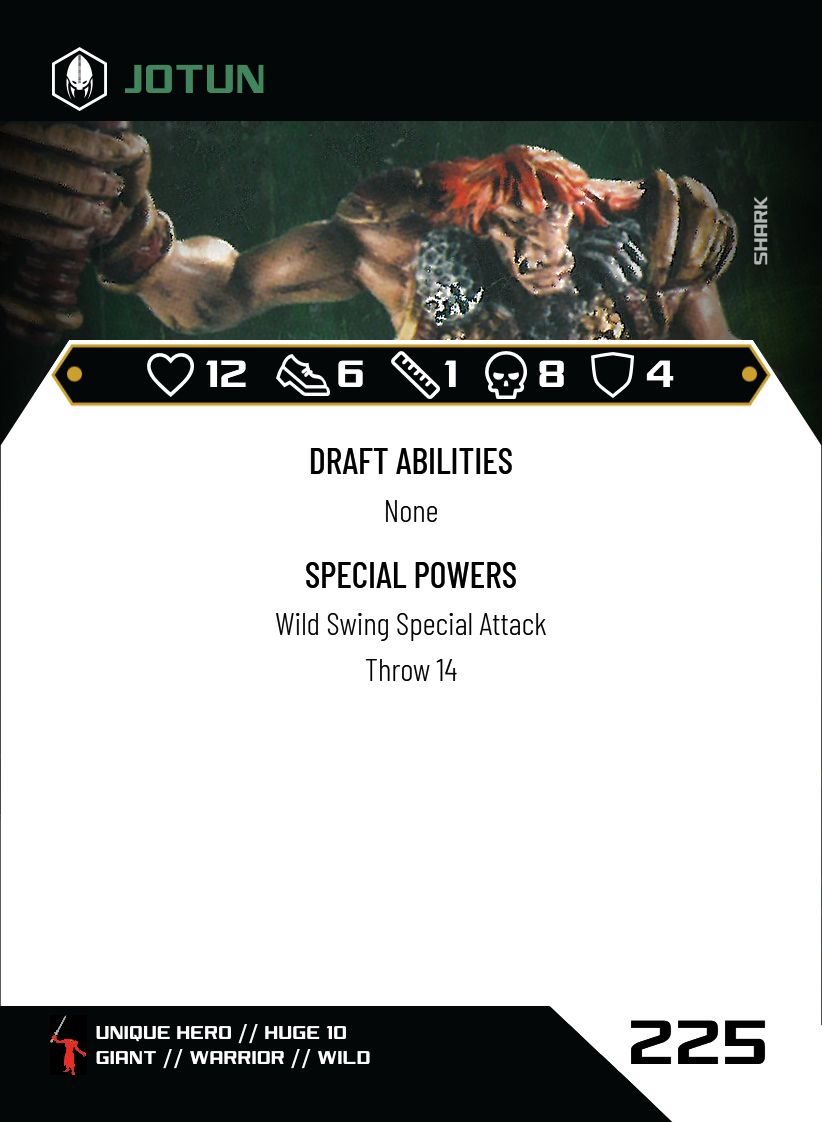 JOTUN
SHARK
12 6 1 8 4
DRAFT ABILITIES
None
SPECIAL POWERS
Wild Swing Special Attack
Throw 14
UNIQUE HERO // HUGE 10
GIANT // WARRIOR // WILD
225